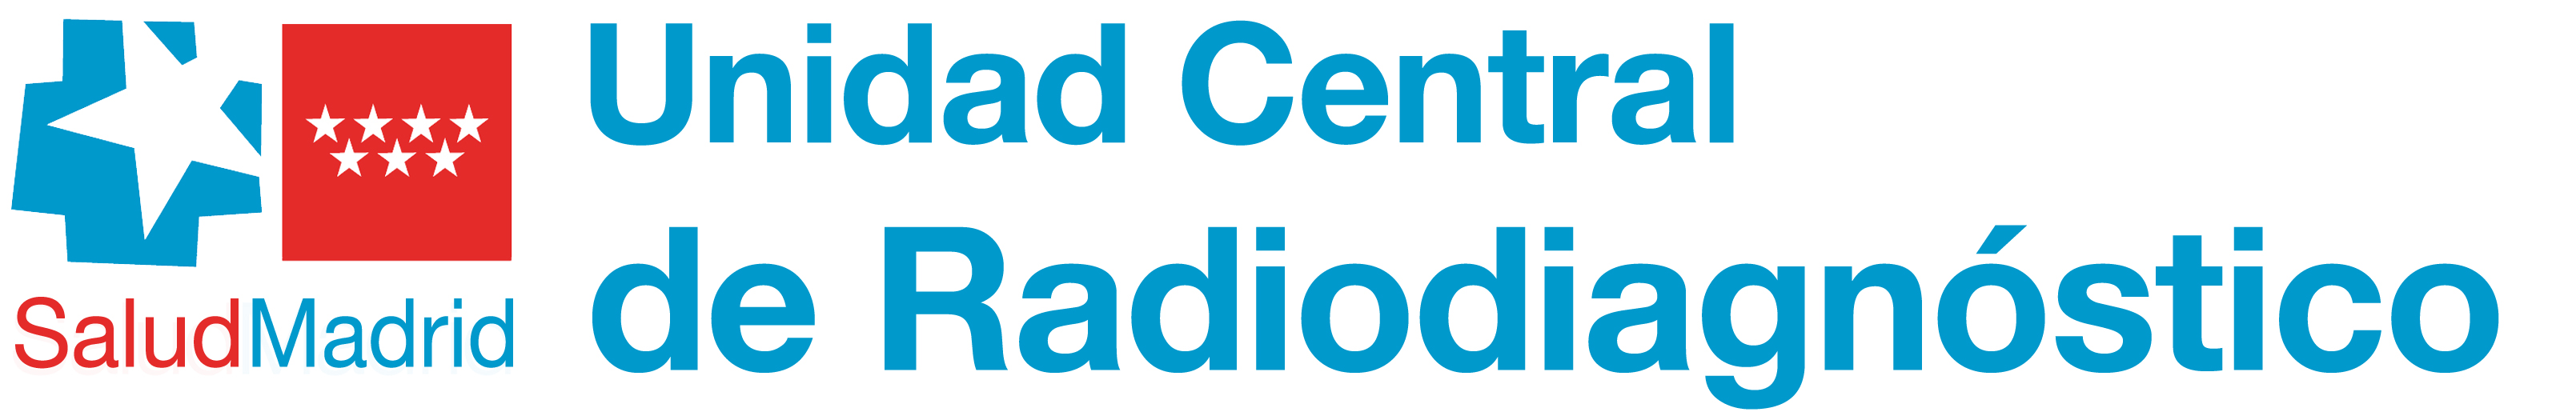 SaludMadrid
Unidad Central
de Radiodiagnóstico